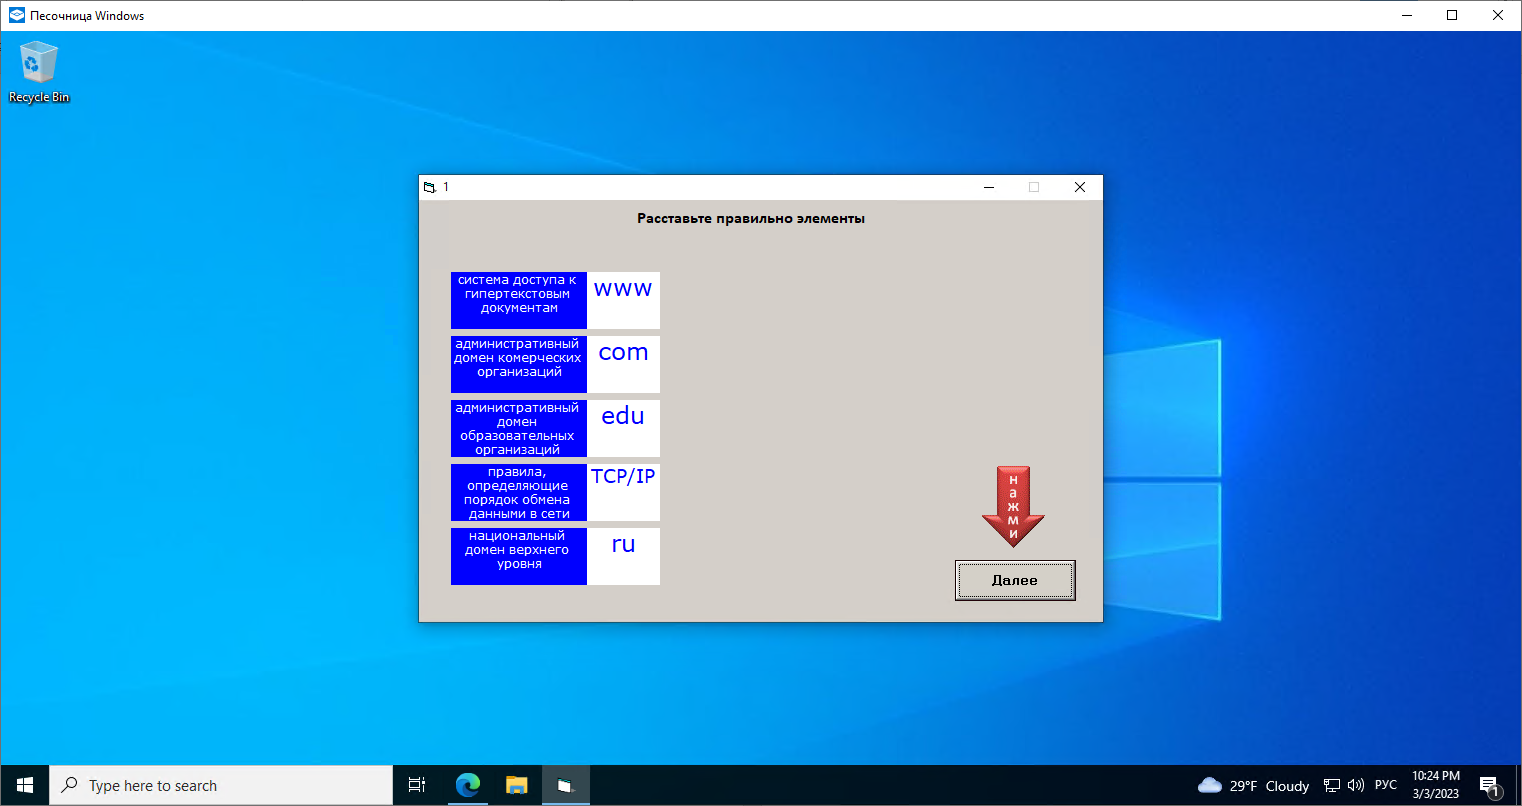 Песочница Windows
Recycle Bin
1
Расставьте правильно элементы
система доступа к
гипертекстовым
документам
www
административный
домен комерческих
организаций
com
административный
домен
образовательных
организаций
edu
правила,
определяющие
порядок обмена
данными в сети
TCP/IP
национальный
домен верхнего
уровня
ru
нажми
Далее
Type here to search
29°F Cloudy
РУС
10:24 PM
3/3/2023
1